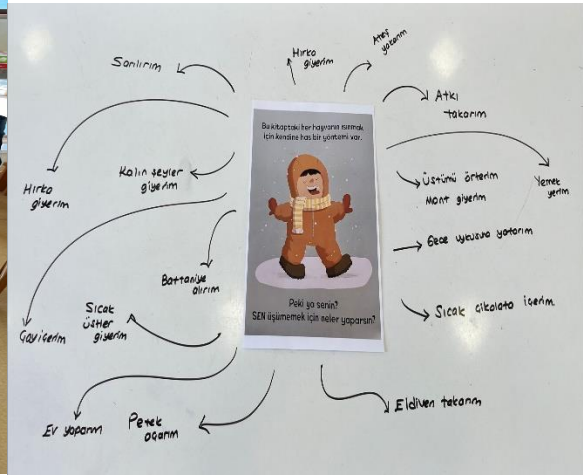 Bu kitaptaki her hayvanın ısınmak
için kendine has bir yöntemi var.
Peki ya senin?
SEN üşümemek için neler yaparsın?
Sarılırım
Hırka
giyerim
Ateş
yakarım
Atkı
takarım
Hırka
giyerim
Kalın şeyler
giyerim
Üstümü örterim
Mont giyerim
Yemek
yerim
Gece uykusuna yatarım
Battaniye
alırım
Sıcak
üstler
giyerim
Çay içerim
Sıcak çikolata içerim
Ev yaparım
Petek
açarım
Eldiven takarım